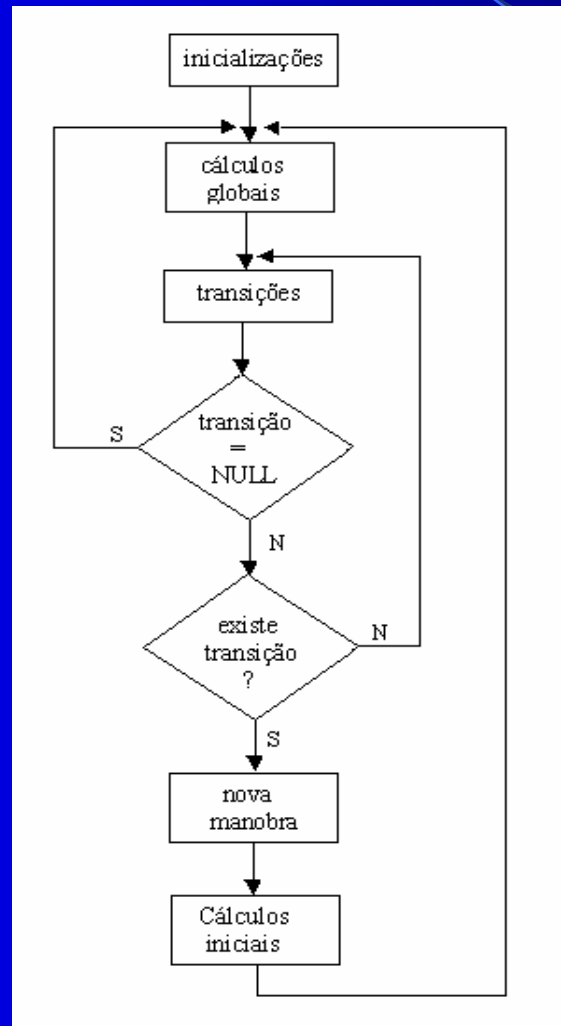 inicializações
cálculos
globais
transições
transição
=
NULL
S
N
existe
transição
?
N
S
nova
manobra
Cálculos
iniciais